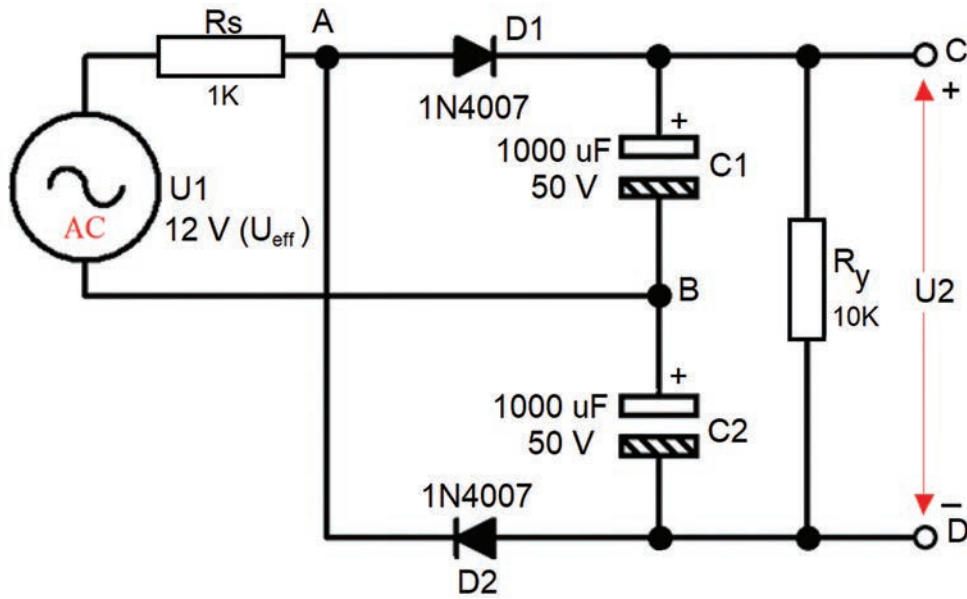 A
Rs
1K
D1
1N4007
C
+
+
1000 uF
50 V
C1
U1
AC
12 V (Ueff)
B
Ry
10K
U2
+
1000 uF
50 V
C2
1N4007
D2
–
D